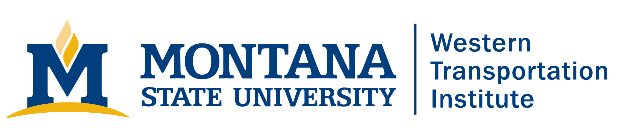 M
MONTANA
STATE UNIVERSITY
Western
Transportation
Institute